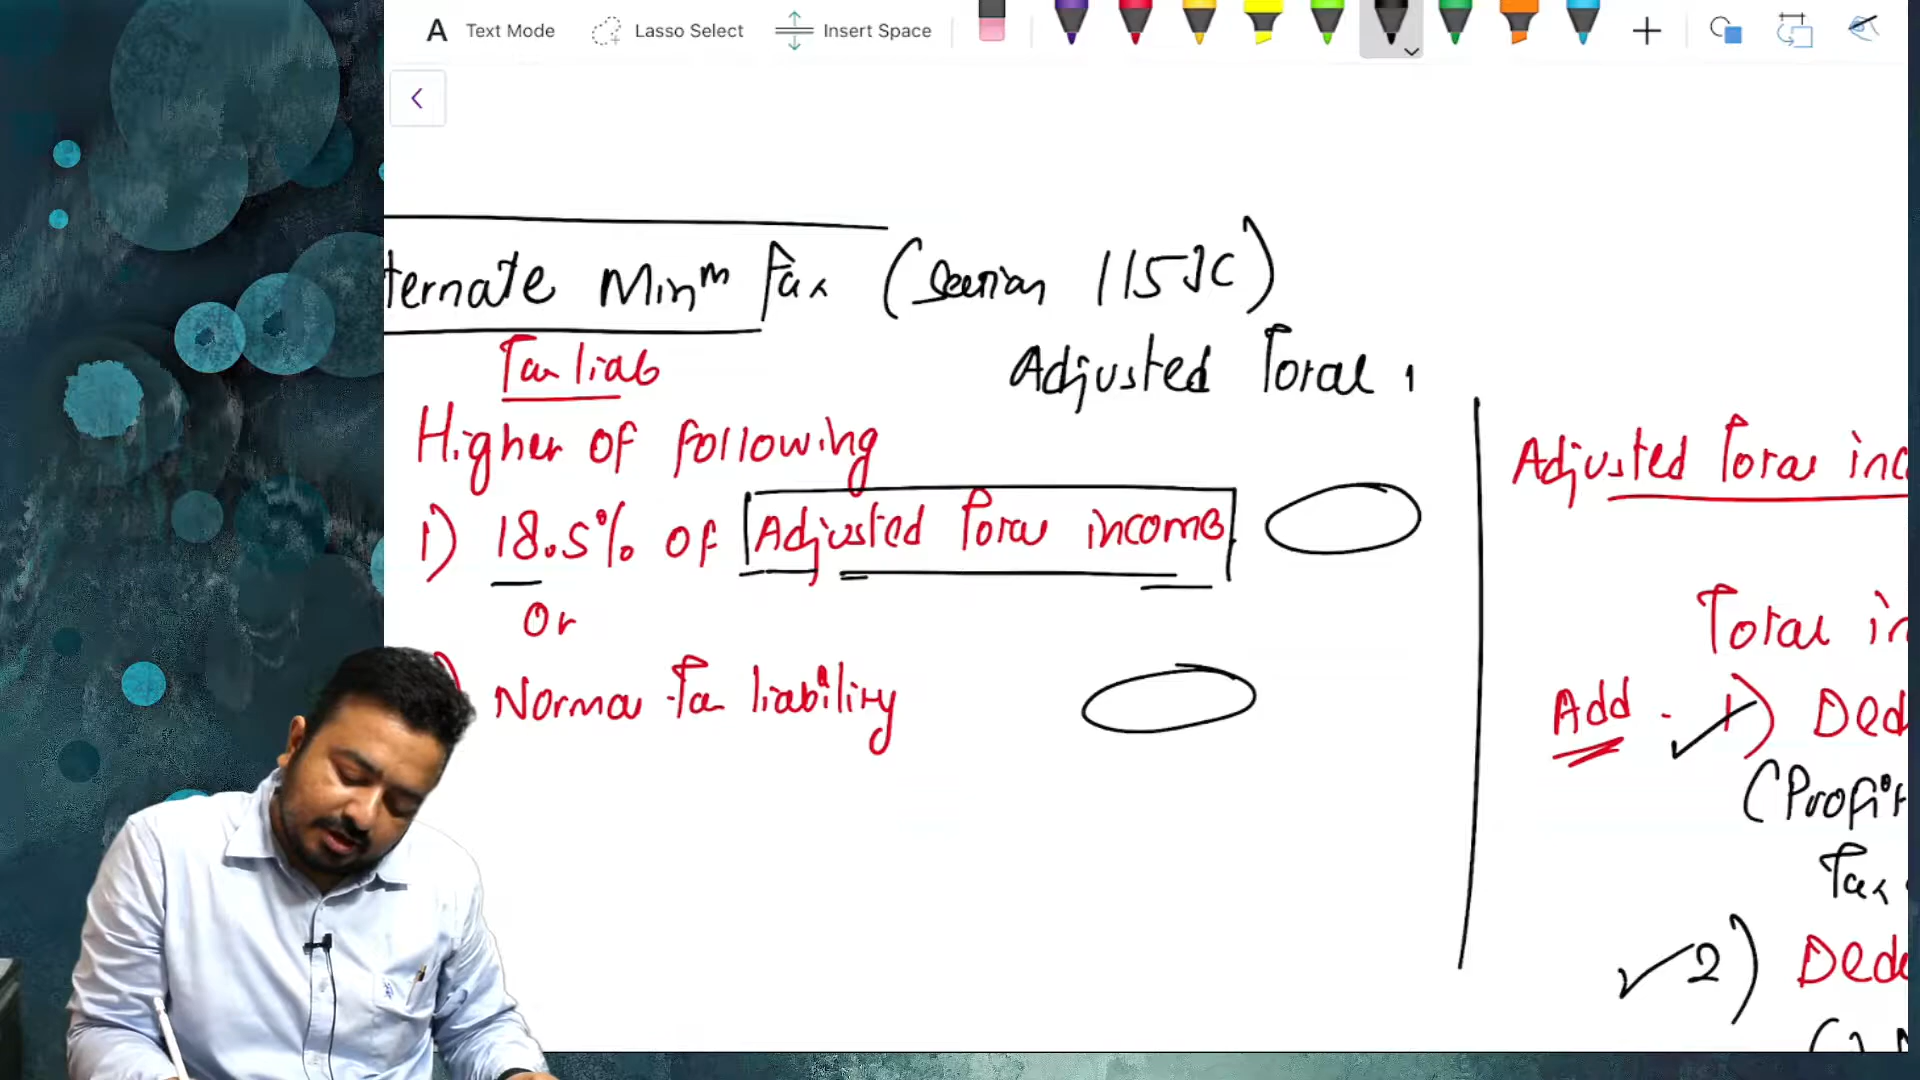 Text Mode Lasso Select Insert Space
ternate Minm Tax (Section 115JC)
Tax liab
Adjusted Total
Higher of following
1) 18.5% of Adjusted Total income
Or
Normal Tax liability
Adjusted Total inc
Total in
Add - 1) Ded
(Profit
Tax
2) Ded